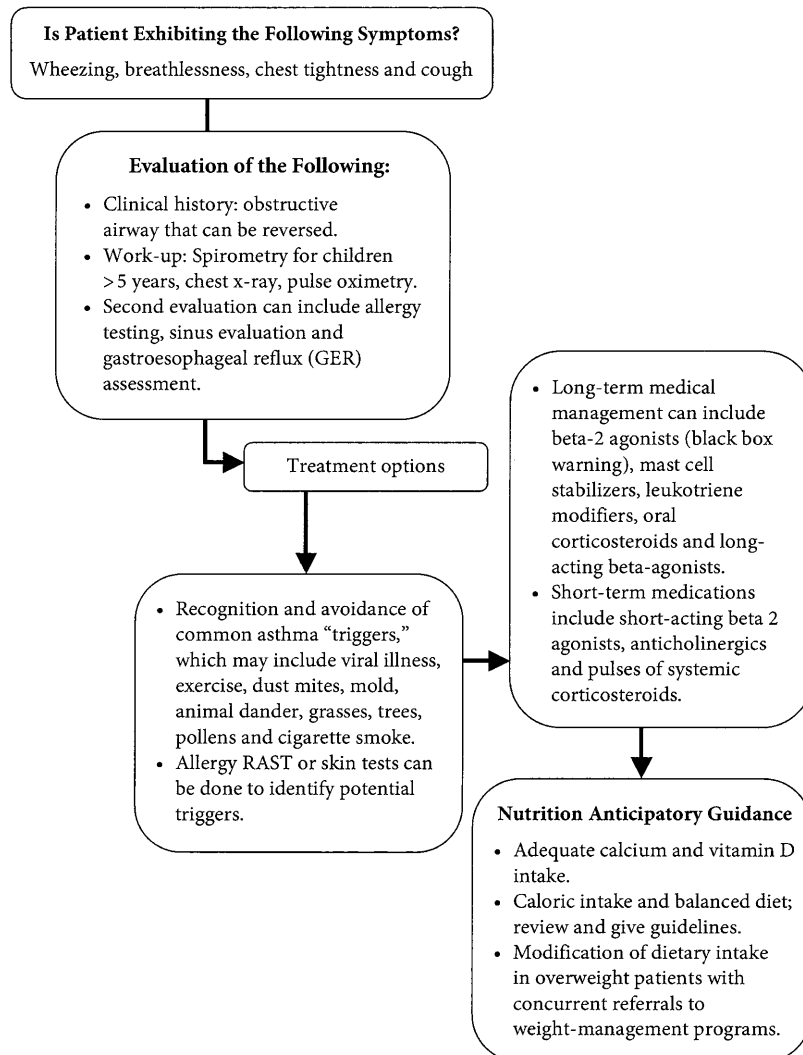 Is Patient Exhibiting the Following Symptoms?
Wheezing, breathlessness, chest tightness and cough
Evaluation of the Following:
• Clinical history: obstructive
airway that can be reversed.
• Work-up: Spirometry for children
> 5 years, chest x-ray, pulse oximetry.
• Second evaluation can include allergy
testing, sinus evaluation and
gastroesophageal reflux (GER)
assessment.
Treatment options
• Recognition and avoidance of
common asthma “triggers,”
which may include viral illness,
exercise, dust mites, mold,
animal dander, grasses, trees,
pollens and cigarette smoke.
• Allergy RAST or skin tests can
be done to identify potential
triggers.
• Long-term medical
management can include
beta-2 agonists (black box
warning), mast cell
stabilizers, leukotriene
modifiers, oral
corticosteroids and long-
acting beta-agonists.
• Short-term medications
include short-acting beta 2
agonists, anticholinergics
and pulses of systemic
corticosteroids.
Nutrition Anticipatory Guidance
• Adequate calcium and vitamin D
intake.
• Caloric intake and balanced diet;
review and give guidelines.
• Modification of dietary intake
in overweight patients with
concurrent referrals to
weight-management programs.